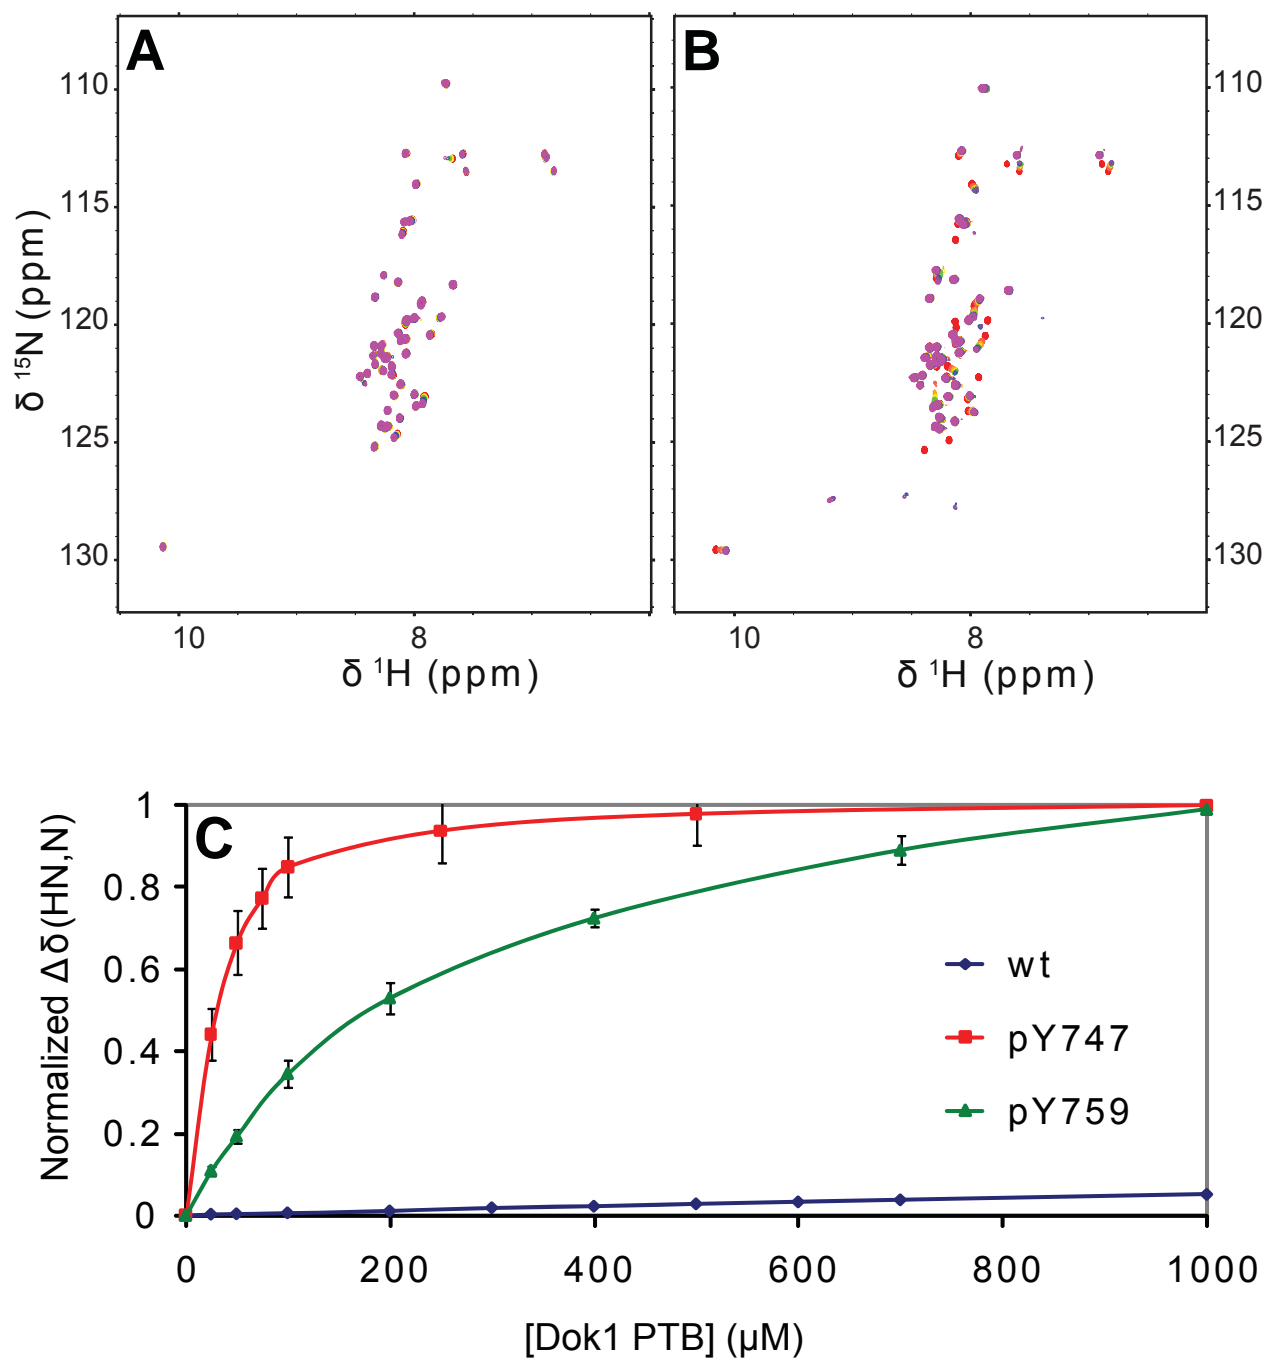 A
B
110
115
120
125
130
δ ¹⁵N (ppm)
10
8
δ ¹H (ppm)
110
115
120
125
130
10
8
δ ¹H (ppm)
C
1
0.8
0.6
0.4
0.2
0
Normalized Δδ(HN,N)
wt
pY747
pY759
0
200
400
600
800
1000
[Dok1 PTB] (µM)